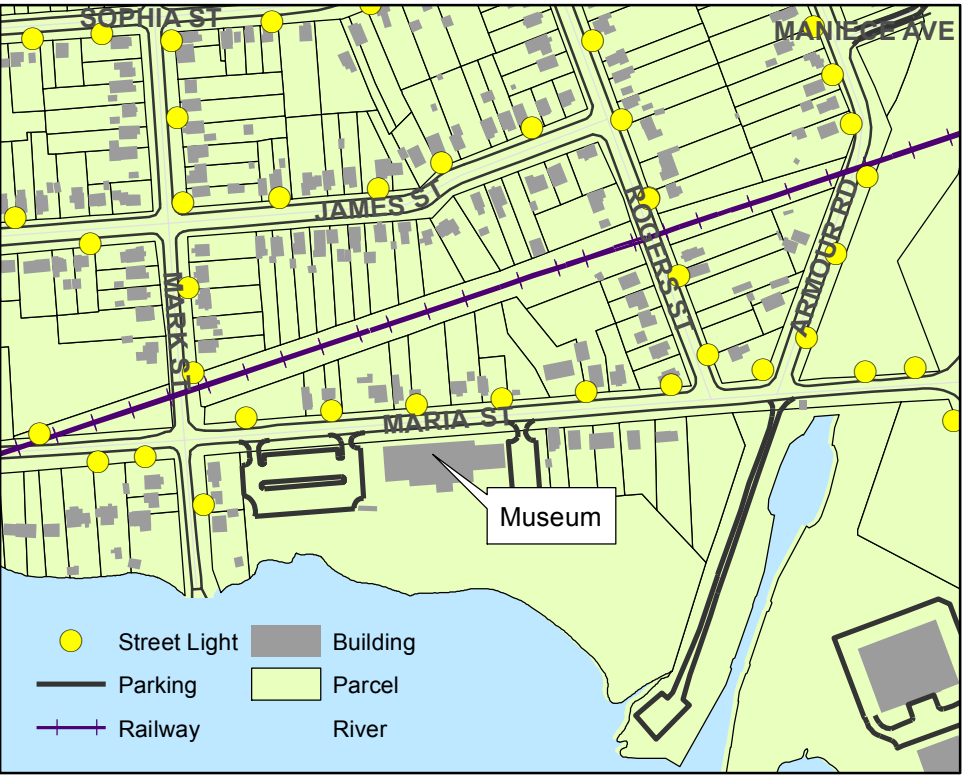 SOPHIA ST
MANIECE AVE
JAMES ST
ROGERS ST
ARMOUR RD
MARK ST
MARIA ST
Museum
Street Light
Building
Parking
Parcel
Railway
River